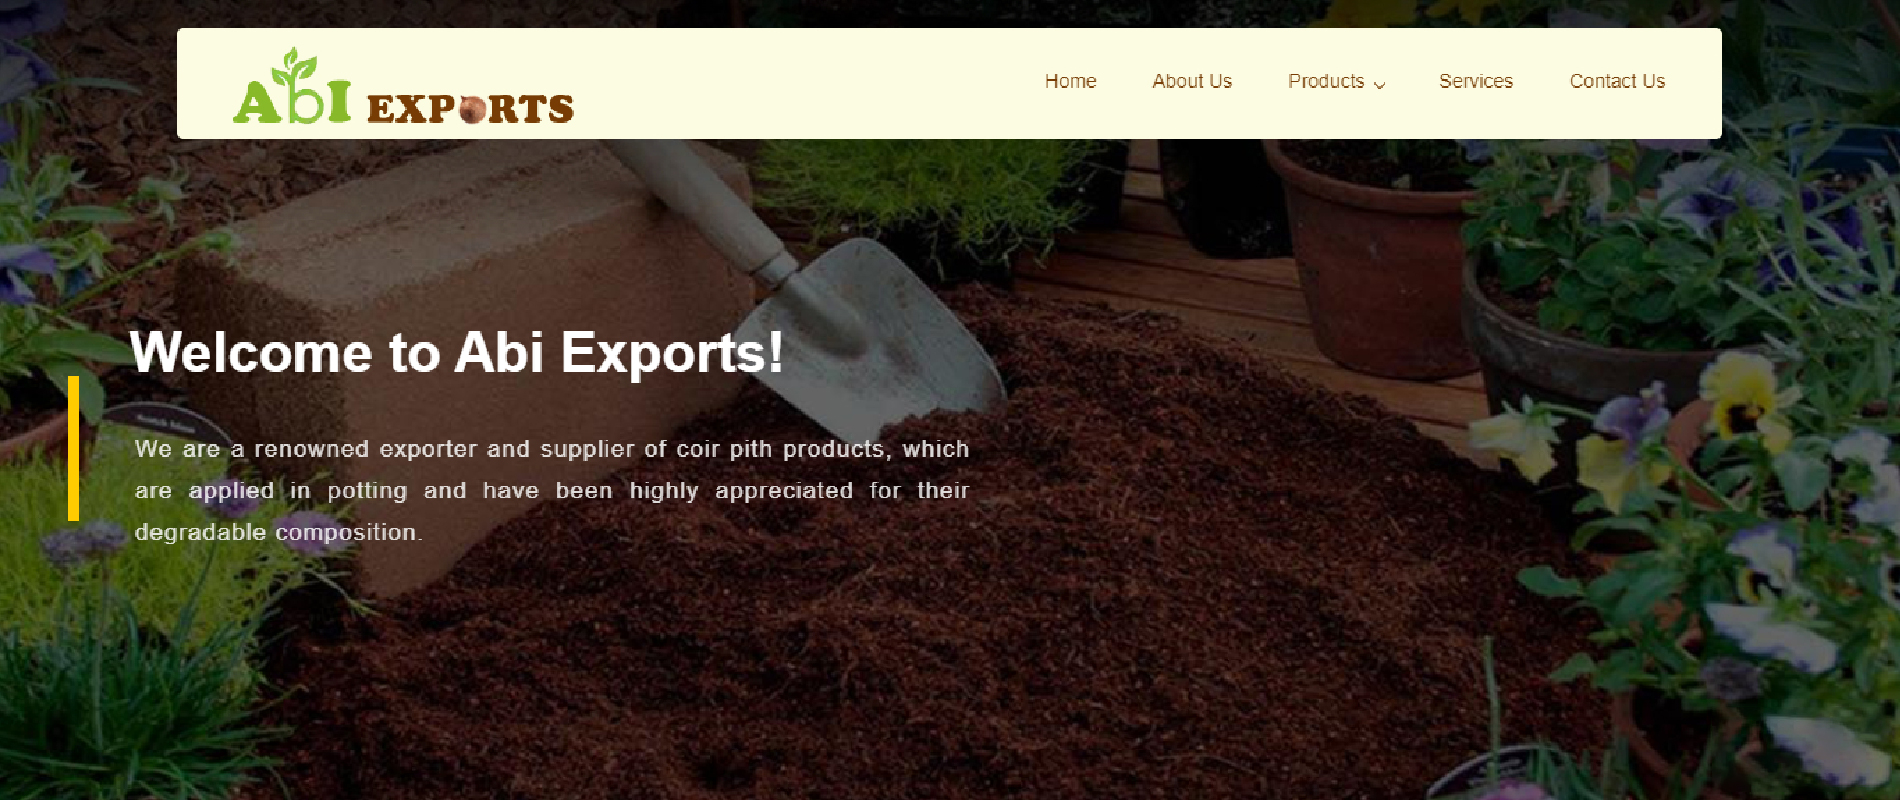 AbI EXPORTS
Home
About Us
Products
Services
Contact Us
Welcome to Abi Exports!
We are a renowned exporter and supplier of coir pith products, which
are applied in potting and have been highly appreciated for their
degradable composition.